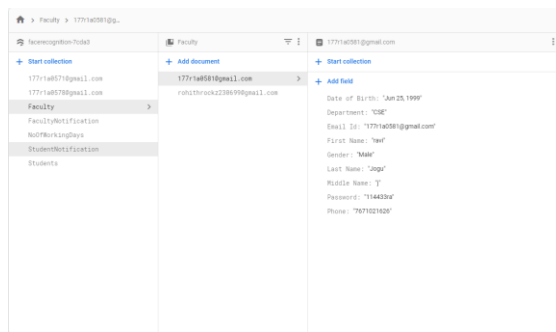 Faculty > 177r1a0581@g...
facerecognition-7cda3
+ Start collection
177r1a0571@gmail.com
177r1a0578@gmail.com
Faculty
FacultyNotification
NoOfWorkingDays
StudentNotification
Students
Faculty
+ Add document
177r1a0581@gmail.com
rohithrockz238699@gmail.com
177r1a0581@gmail.com
+ Start collection
+ Add field
Date of Birth: "Jun 25, 1999"
Department: "CSE"
Email Id: "177r1a0581@gmail.com"
First Name: "ravi"
Gender: "Male"
Last Name: "Jogu"
Middle Name: "j"
Password: "114433ra"
Phone: "7671021626"